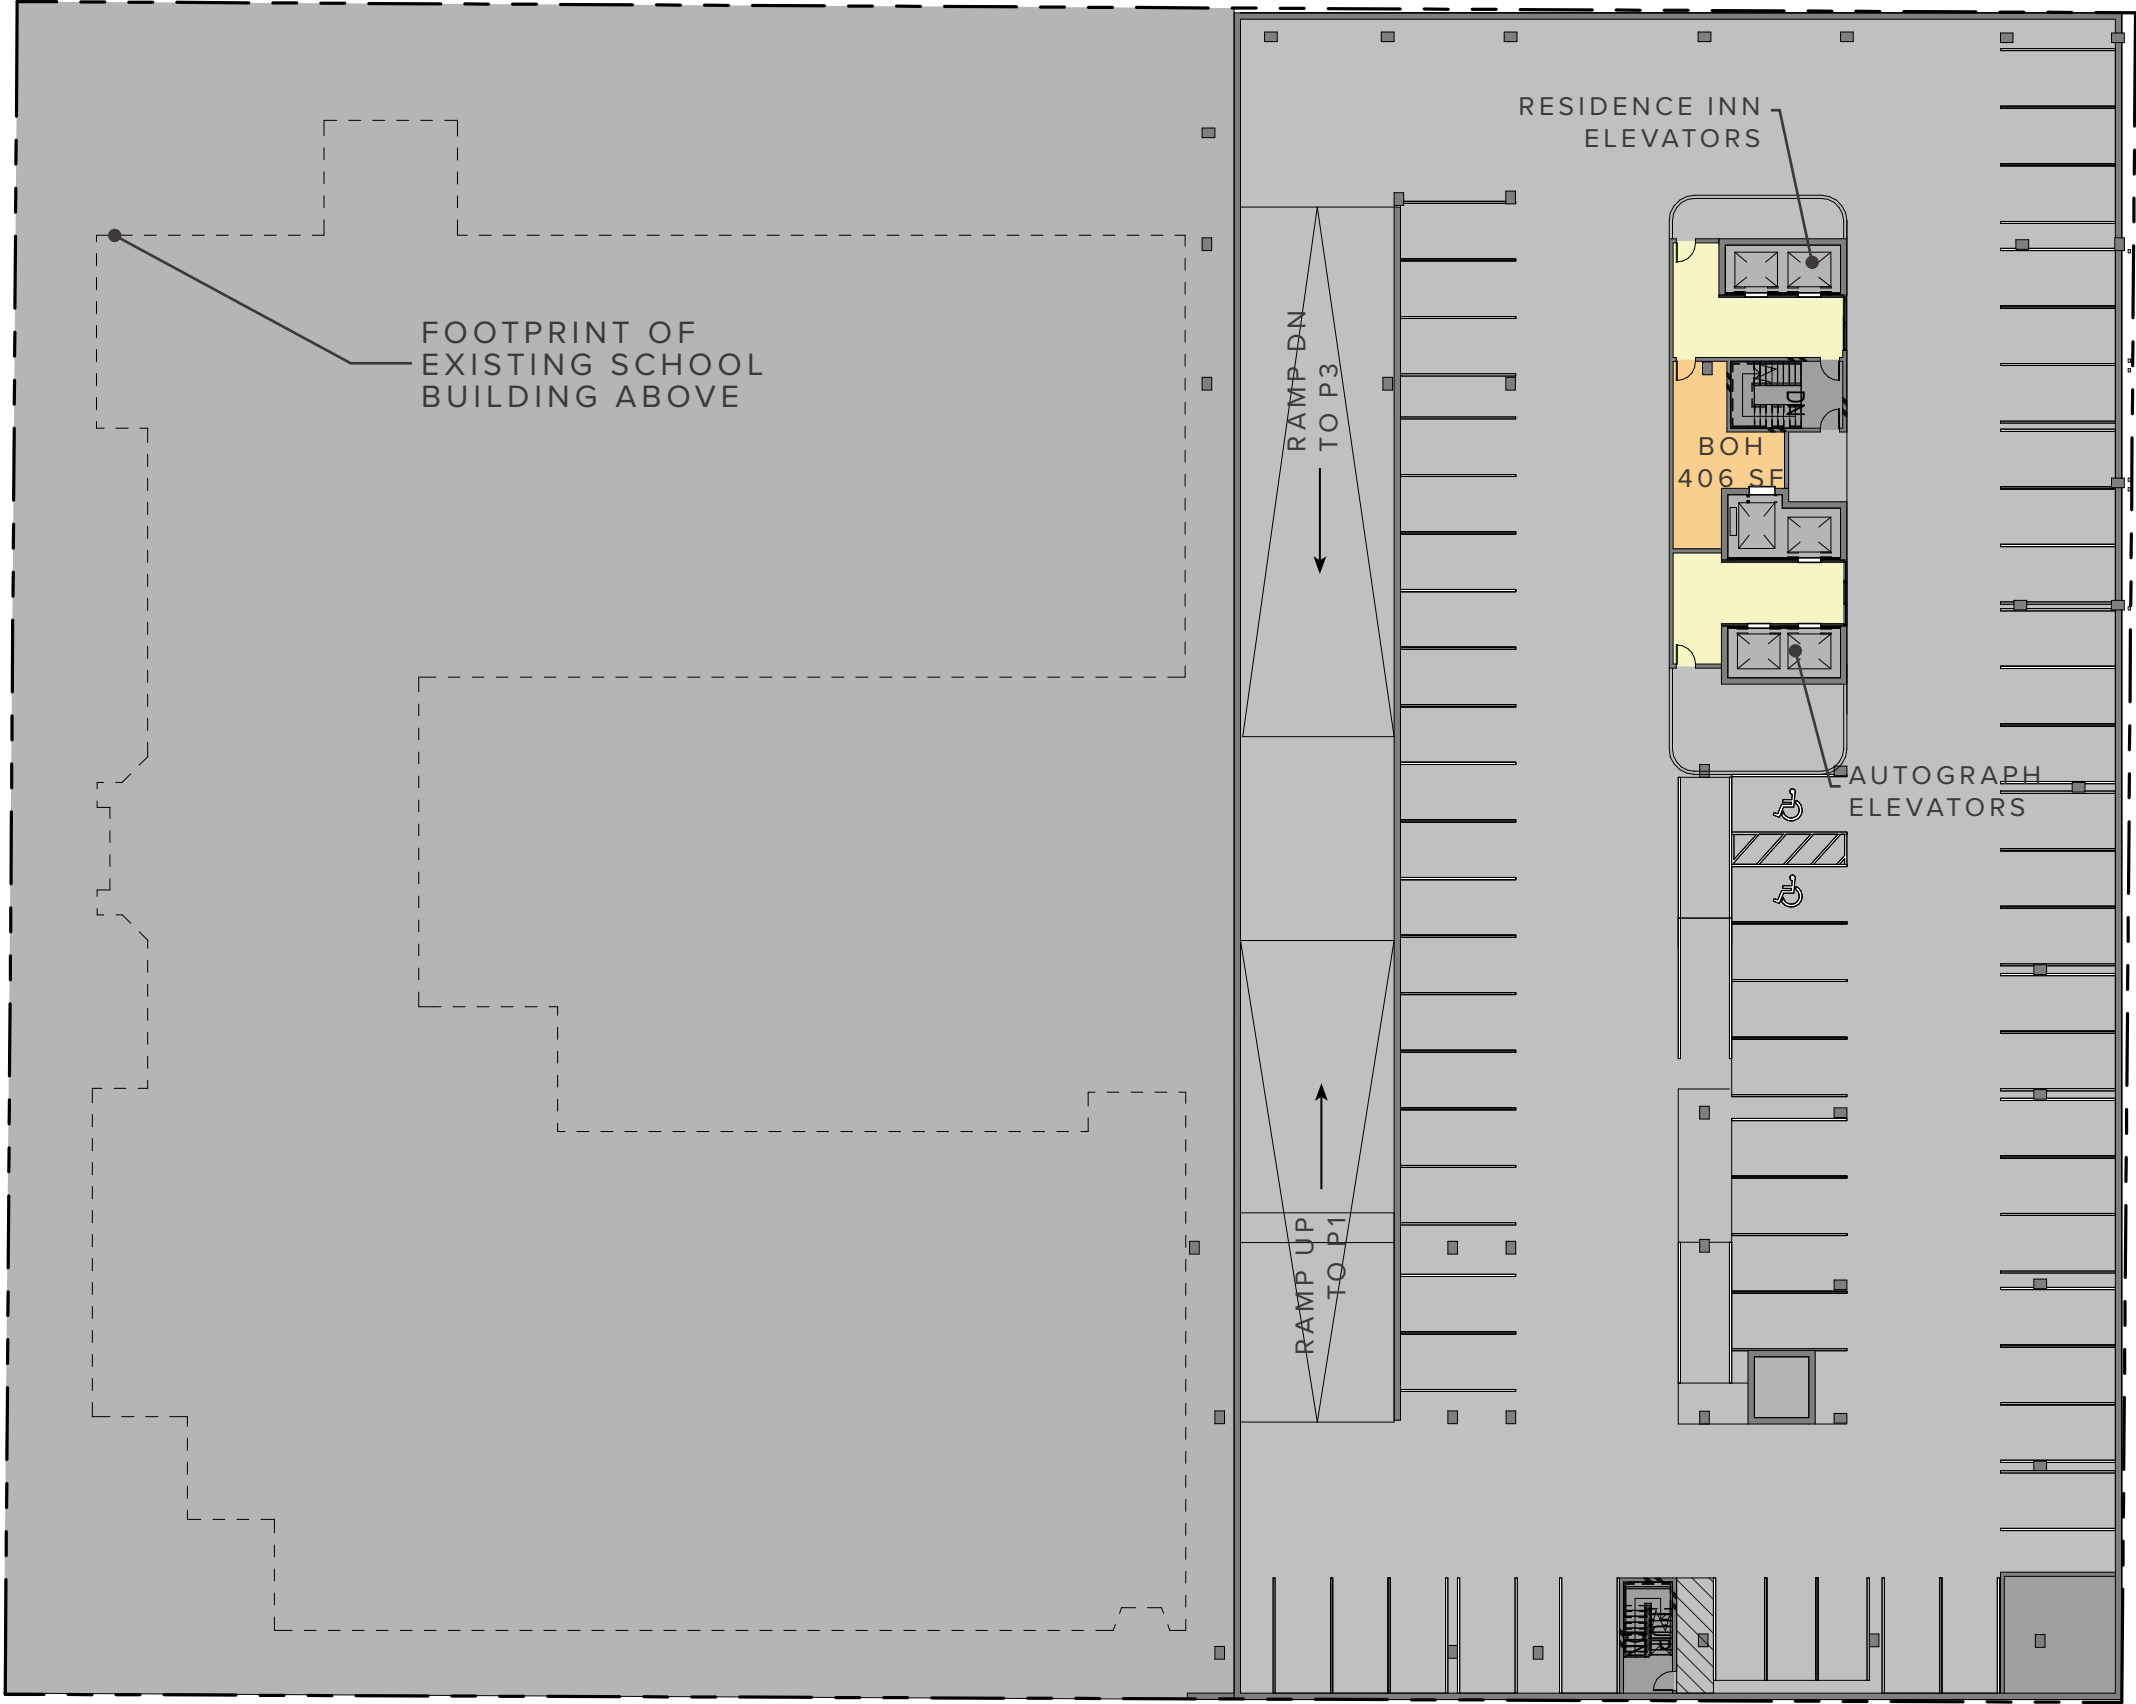 RESIDENCE INN
ELEVATORS
FOOTPRINT OF
EXISTING SCHOOL
BUILDING ABOVE
RAMP DN
TO P3
DN
BOH
406 SF
AUTOGRAPH
ELEVATORS
RAMP UP
TO P1